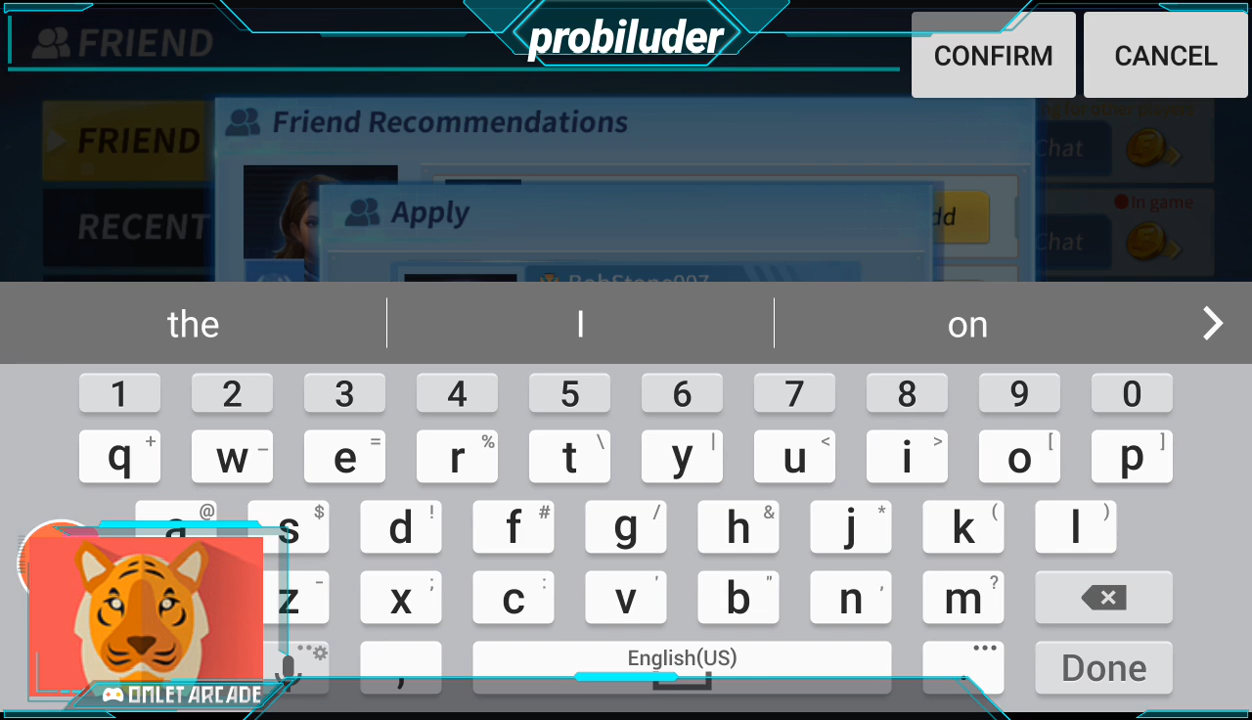 probiluder
FRIEND
CONFIRM
CANCEL
Friend Recommendations
FRIEND
Chat
RECENT
Apply
In game
Chat
the
I
on
1 2 3 4 5 6 7 8 9 0
q + w _ e = r % t \ y | u < i > o [ p ]
a @ s $ d ! f # g / h & j * k ( l )
z - x ; c : v ' b " n , m ?
, English(US) ... Done
OMLET ARCADE